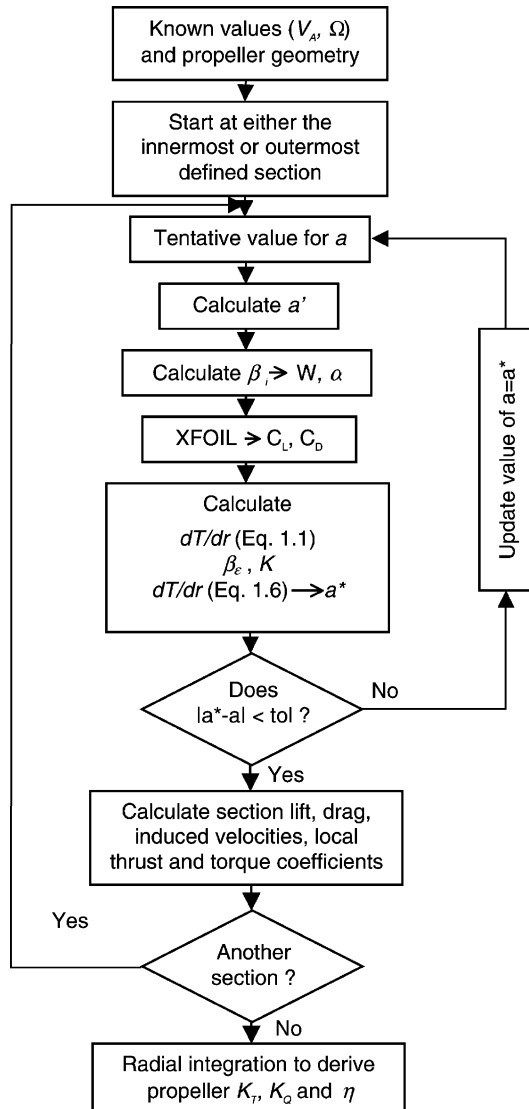 Known values (V_A, Ω)
and propeller geometry
Start at either the
innermost or outermost
defined section
Tentative value for a
Calculate a'
Calculate β_i → W, α
XFOIL → C_L, C_D
Calculate
dT/dr (Eq. 1.1)
β_ε , K
dT/dr (Eq. 1.6) → a*
Does
|a*-a| < tol ?
No
Update value of a=a*
Yes
Calculate section lift, drag,
induced velocities, local
thrust and torque coefficients
Yes
Another
section ?
No
Radial integration to derive
propeller K_T, K_Q and η